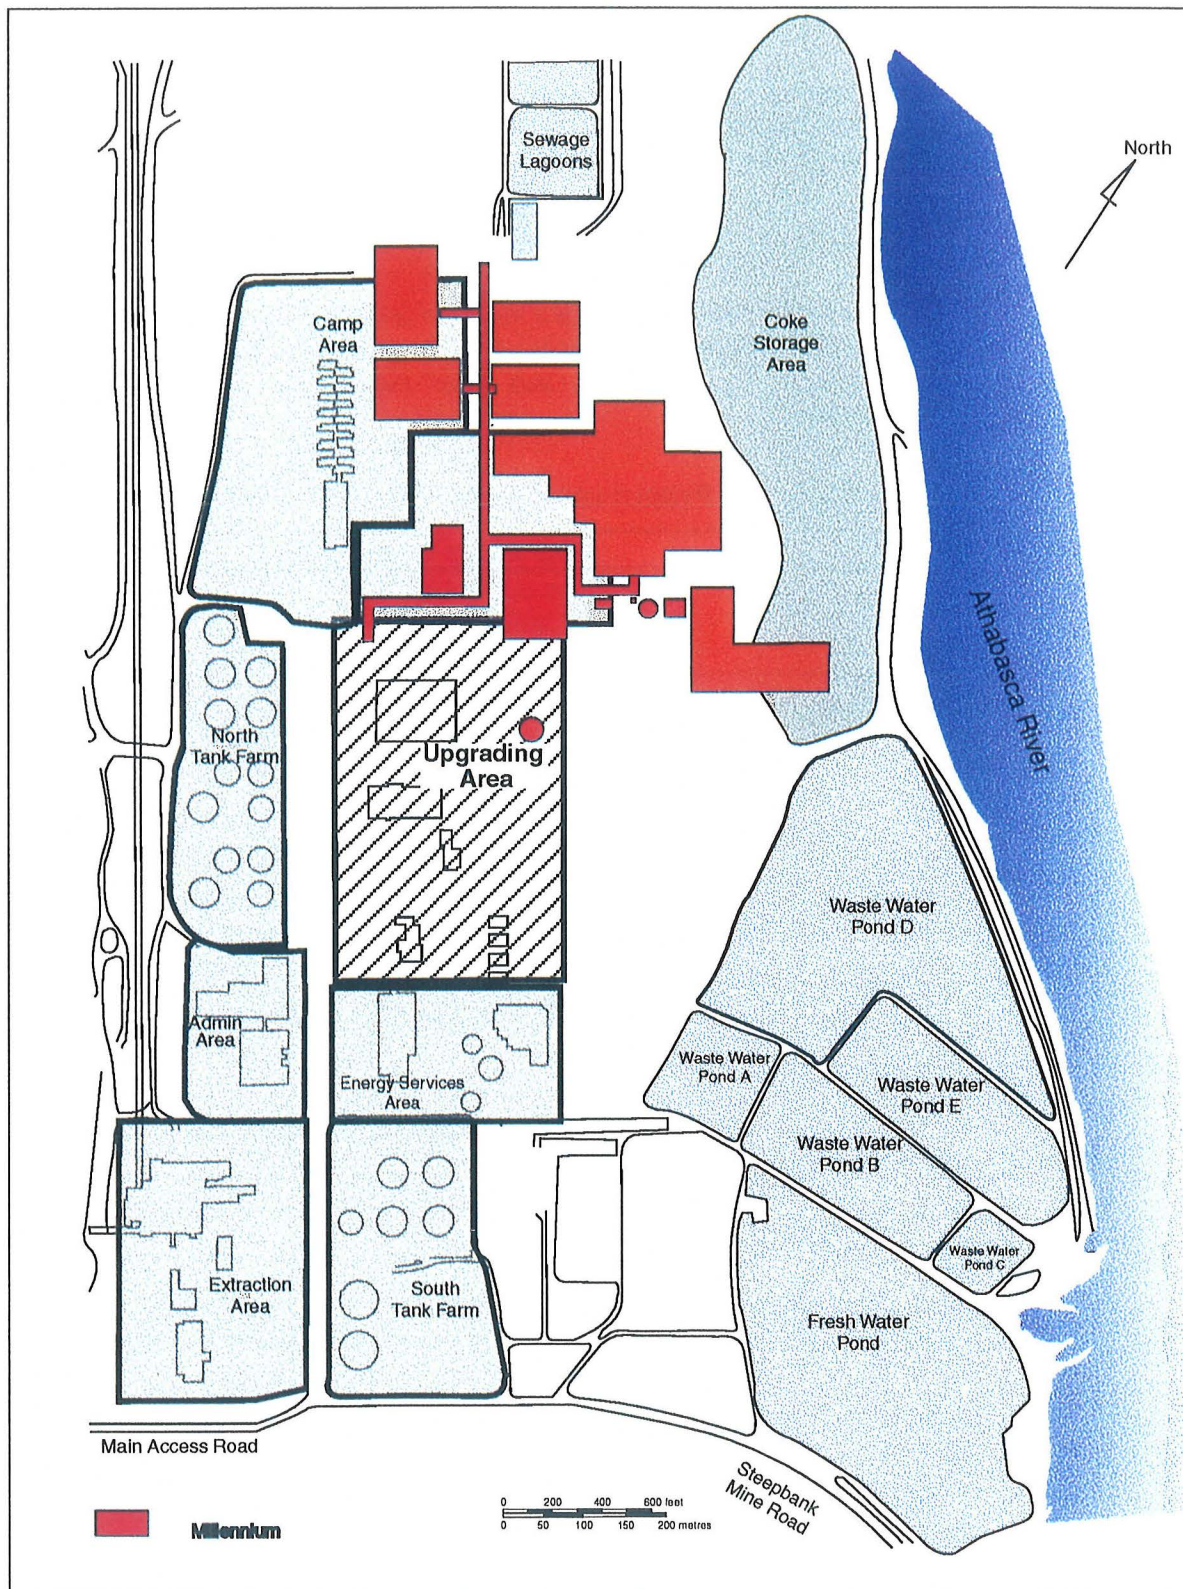 Sewage
Lagoons
North
Camp
Area
Coke
Storage
Area
Athabasca River
North
Tank Farm
Upgrading
Area
Waste Water
Pond D
Admin
Area
Energy Services
Area
Waste Water
Pond A
Waste Water
Pond E
Waste Water
Pond B
Waste Water
Pond C
Extraction
Area
South
Tank Farm
Fresh Water
Pond
Main Access Road
Steepbank
Mine Road
Millennium
0 200 400 600 feet
0 50 100 150 200 metres